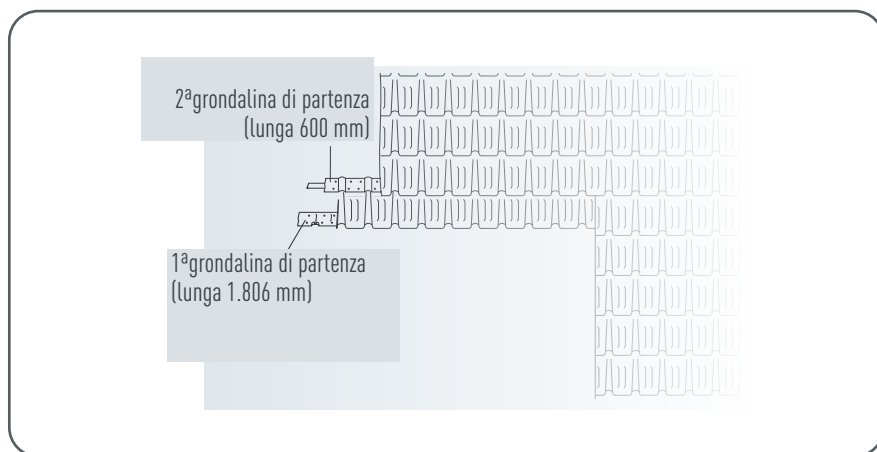 2ªgrondalina di partenza
(lunga 600 mm)
1ªgrondalina di partenza
(lunga 1.806 mm)